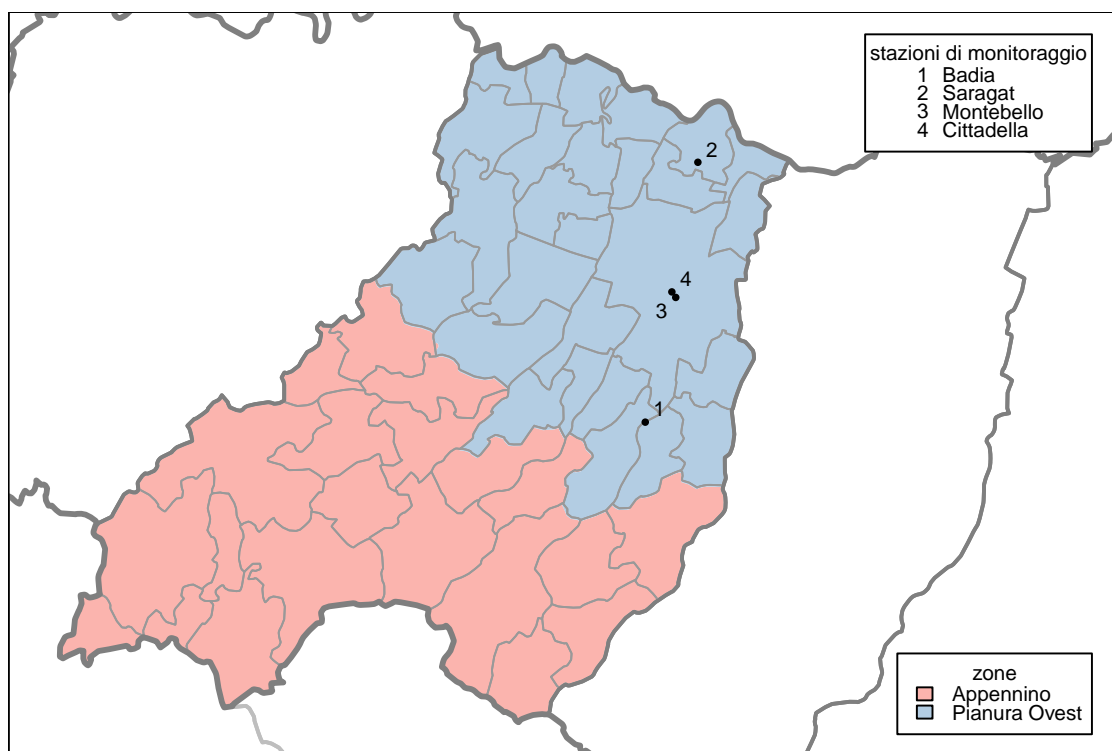 stazioni di monitoraggio
1 Badia
2 Saragat
3 Montebello
4 Cittadella
2
4
3
1
zone
Appennino
Pianura Ovest